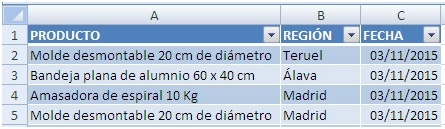 A B C
1 PRODUCTO REGIÓN FECHA
2 Molde desmontable 20 cm de diámetro Teruel 03/11/2015
3 Bandeja plana de alumnio 60 x 40 cm Álava 03/11/2015
4 Amasadora de espiral 10 Kg Madrid 03/11/2015
5 Molde desmontable 20 cm de diámetro Madrid 03/11/2015